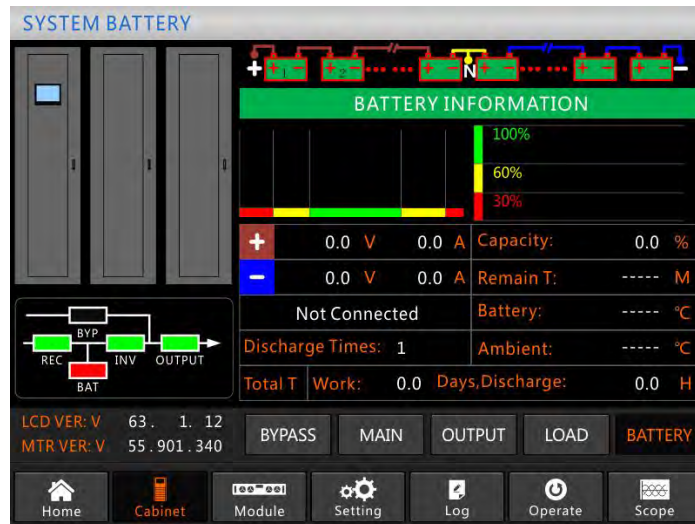 SYSTEM BATTERY
+ + 1 - + 2 - + - N + - + - -
BATTERY INFORMATION
100%
60%
30%
+ 0.0 V 0.0 A Capacity: 0.0 %
- 0.0 V 0.0 A Remain T: ----- M
Not Connected Battery: ----- ℃
Discharge Times: 1 Ambient: ----- ℃
Total T Work: 0.0 Days,Discharge: 0.0 H
BYP
REC INV OUTPUT
BAT
LCD VER: V 63. 1. 12
MTR VER: V 55.901.340
BYPASS MAIN OUTPUT LOAD BATTERY
Home Cabinet Module Setting Log Operate Scope